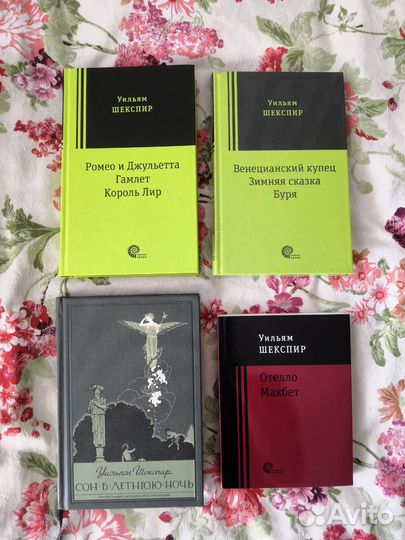 Уильям
ШЕКСПИР
Ромео и Джульетта
Гамлет
Король Лир
Уильям
ШЕКСПИР
Венецианский купец
Зимняя сказка
Буря
Уильям Шекспир
СОН·В·ЛЕТНЮЮ·НОЧЬ
Уильям
ШЕКСПИР
Отелло
Макбет
Avito